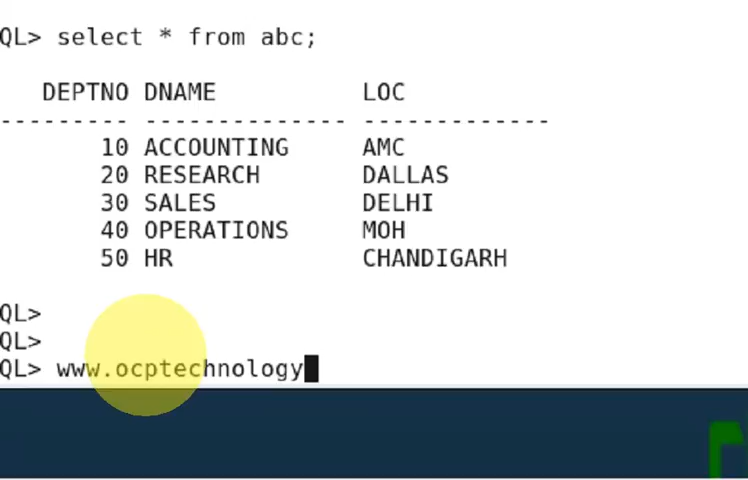 QL> select * from abc;
DEPTNO DNAME LOC
--------- -------------- -------------
10 ACCOUNTING AMC
20 RESEARCH DALLAS
30 SALES DELHI
40 OPERATIONS MOH
50 HR CHANDIGARH
QL>
QL>
QL> www.ocptechnology